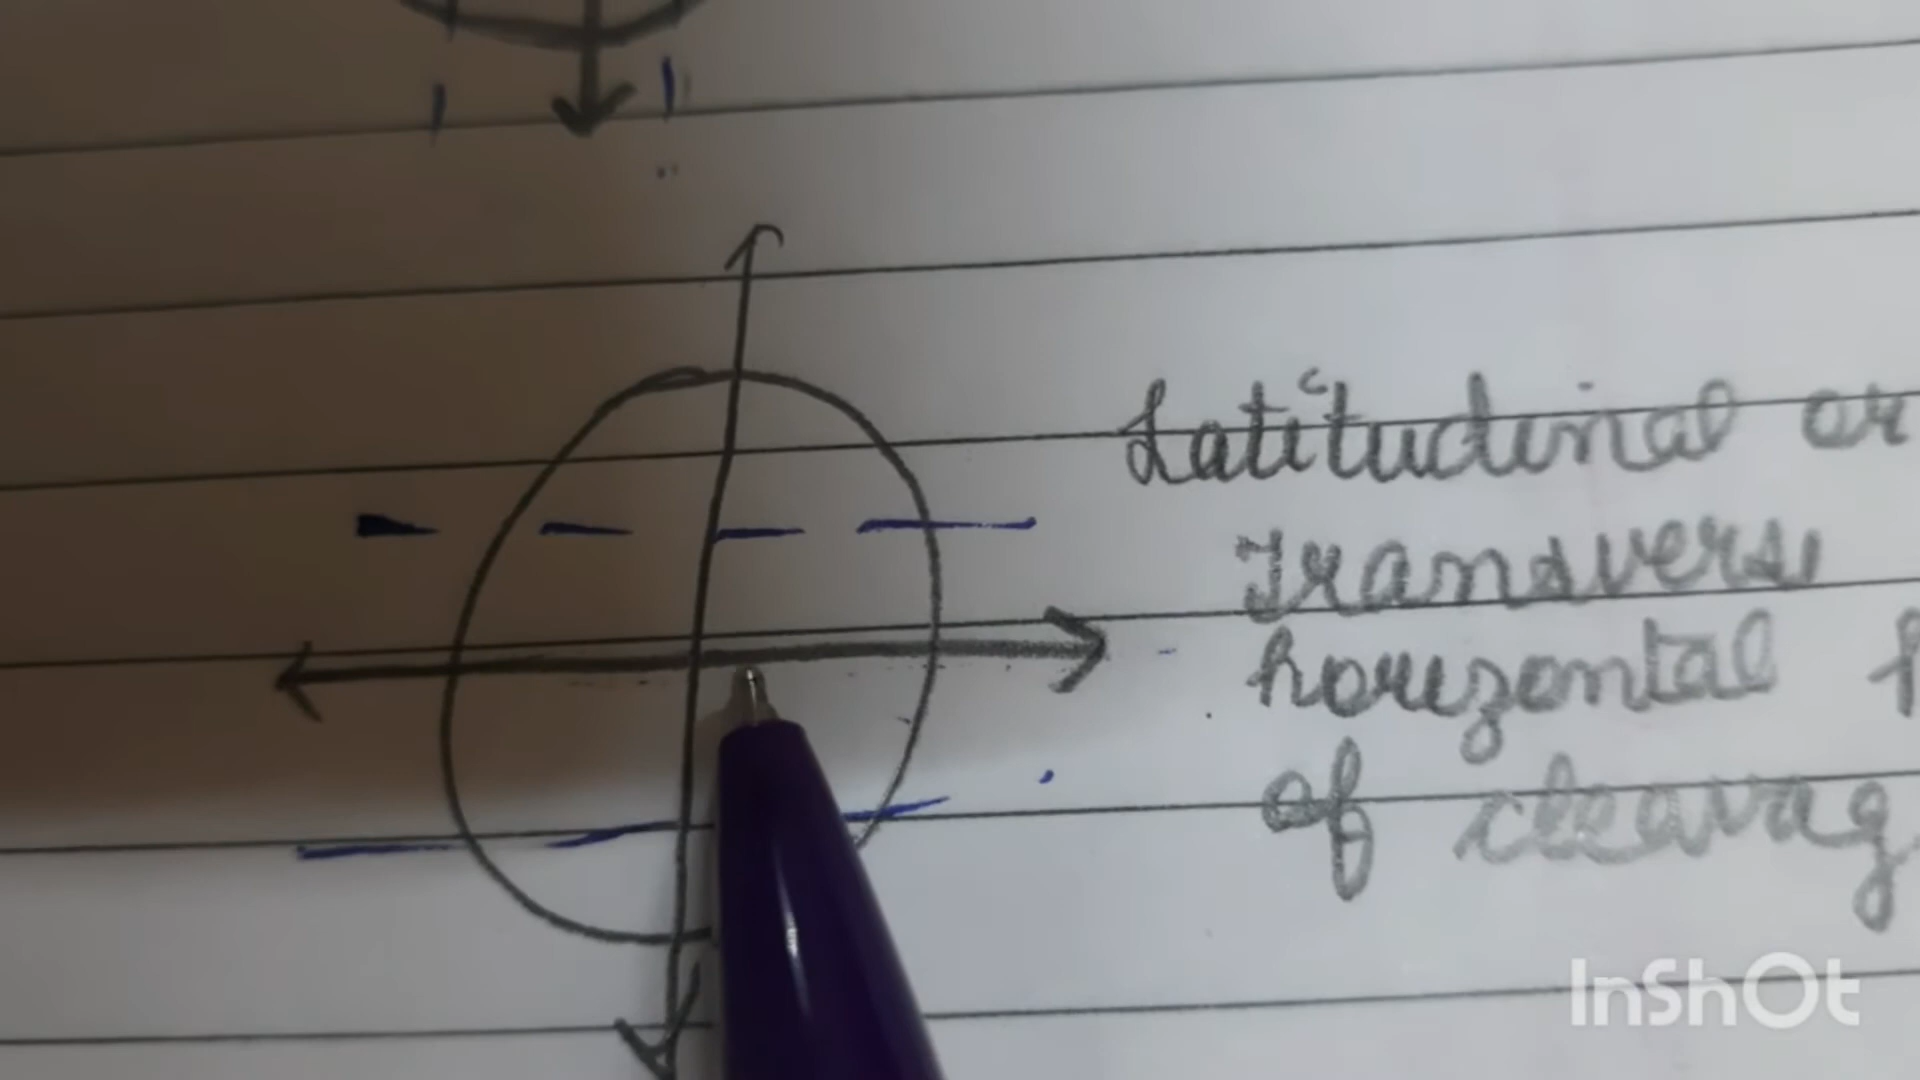 Latitudinal or
Transverse
horizontal
of cleavag
InShOt